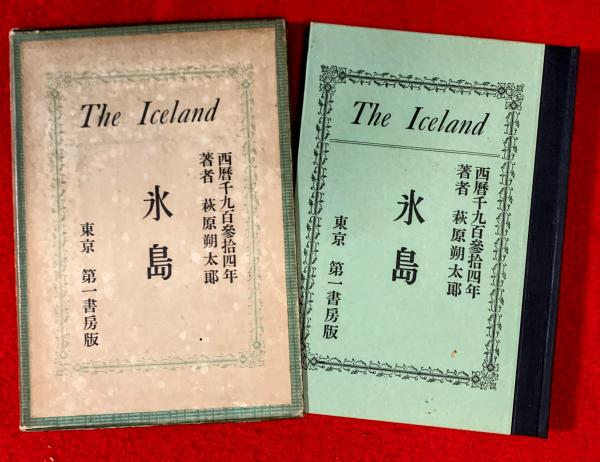 The Iceland
西暦千九百參拾四年
著者 萩原朔太郎
氷島
東京 第一書房版
The Iceland
西暦千九百參拾四年
著者 萩原朔太郎
氷島
東京 第一書房版